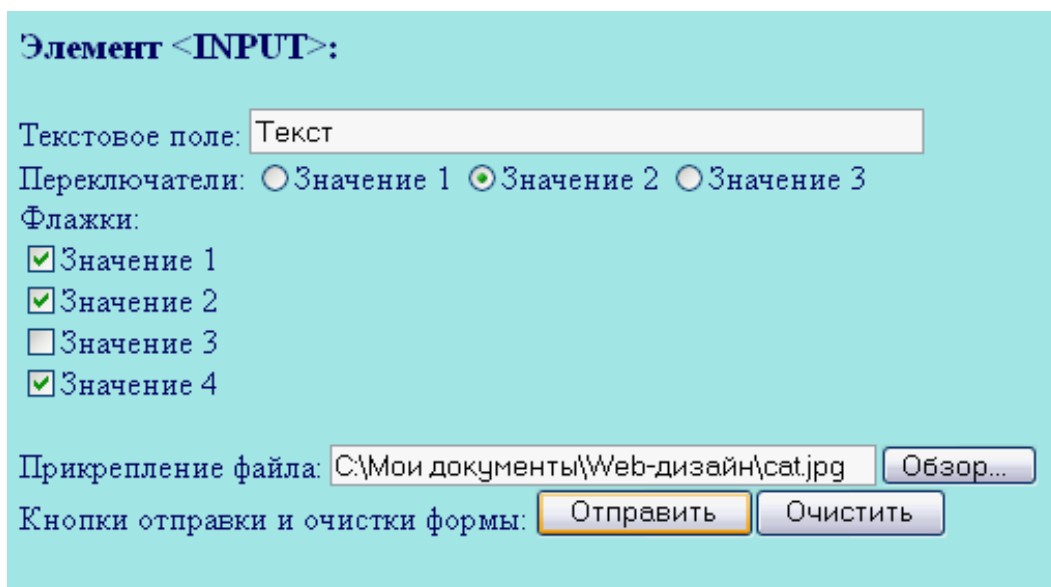 Элемент <INPUT>:
Текстовое поле: Текст
Переключатели: Значение 1 Значение 2 Значение 3
Флажки:
Значение 1
Значение 2
Значение 3
Значение 4
Прикрепление файла: C:\Мои документы\Web-дизайн\cat.jpg Обзор...
Кнопки отправки и очистки формы: Отправить Очистить